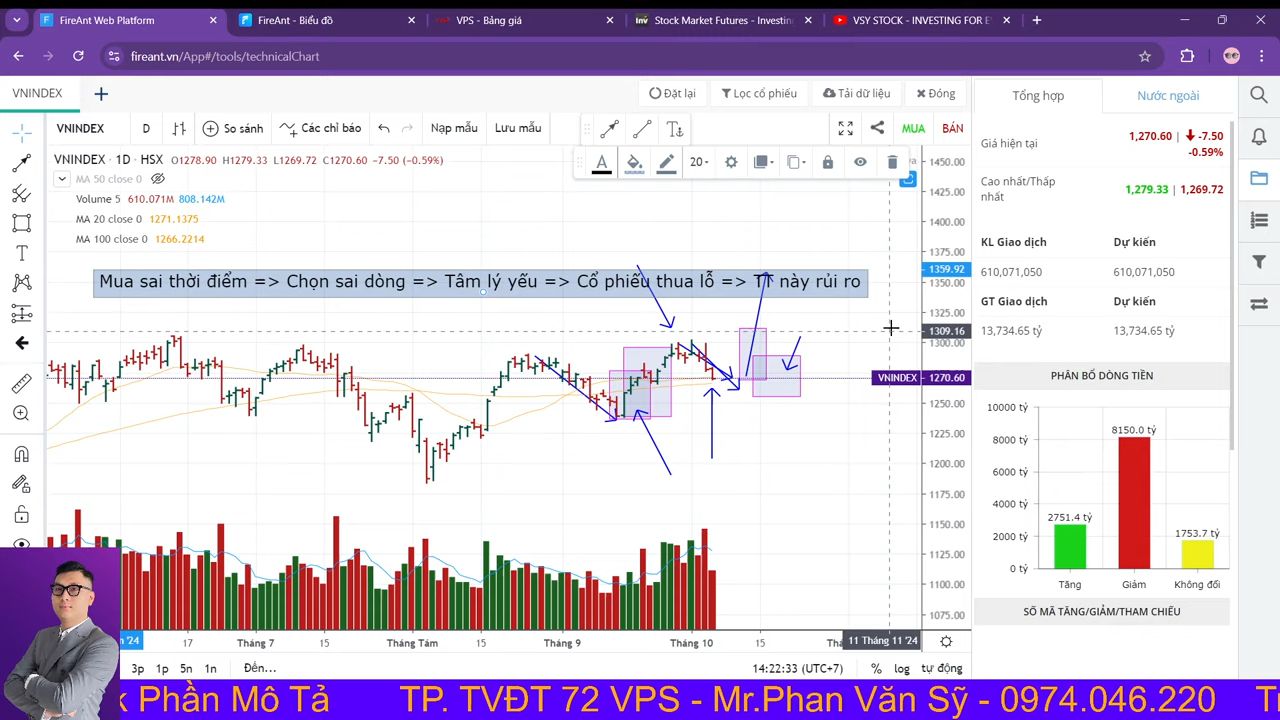 FireAnt Web Platform
FireAnt - Biểu đồ
VPS - Bảng giá
Stock Market Futures - Investin
VSY STOCK - INVESTING FOR E
fireant.vn/App#/tools/technicalChart
VNINDEX
Đặt lại
Lọc cổ phiếu
Tải dữ liệu
Đóng
VNINDEX
D
So sánh
Các chỉ báo
Nạp mẫu
Lưu mẫu
MUA
BÁN
20
VNINDEX · 1D · HSX O1278.90 H1279.33 L1269.72 C1270.60 −7.50 (−0.59%)
MA 50 close 0
Volume 5 610.071M 808.142M
MA 20 close 0 1271.1375
MA 100 close 0 1266.2214
Mua sai thời điểm => Chọn sai dòng => Tâm lý yếu => Cổ phiếu thua lỗ => TT này rủi ro
1450.00
1425.00
1400.00
1375.00
1359.92
1350.00
1325.00
1309.16
1300.00
VNINDEX 1270.60
1250.00
1225.00
1200.00
1175.00
1150.00
1125.00
1100.00
1075.00
17
Tháng 7
15
Tháng Tám
15
Tháng 9
Tháng 10
15
11 Tháng 11 '24
3p 1p 5n 1n
Đến...
14:22:33 (UTC+7)
% log tự động
Tổng hợp
Nước ngoài
Giá hiện tại
1,270.60 | -7.50
-0.59%
Cao nhất/Thấp nhất
1,279.33 | 1,269.72
KL Giao dịch
Dự kiến
610,071,050
610,071,050
GT Giao dịch
Dự kiến
13,734.65 tỷ
13,734.65 tỷ
PHÂN BỔ DÒNG TIỀN
10000 tỷ
8000 tỷ
6000 tỷ
4000 tỷ
2000 tỷ
0 tỷ
2751.4 tỷ
8150.0 tỷ
1753.7 tỷ
Tăng
Giảm
Không đổi
SỐ MÃ TĂNG/GIẢM/THAM CHIẾU
k Phần Mô Tả TP. TVĐT 72 VPS - Mr.Phan Văn Sỹ - 0974.046.220